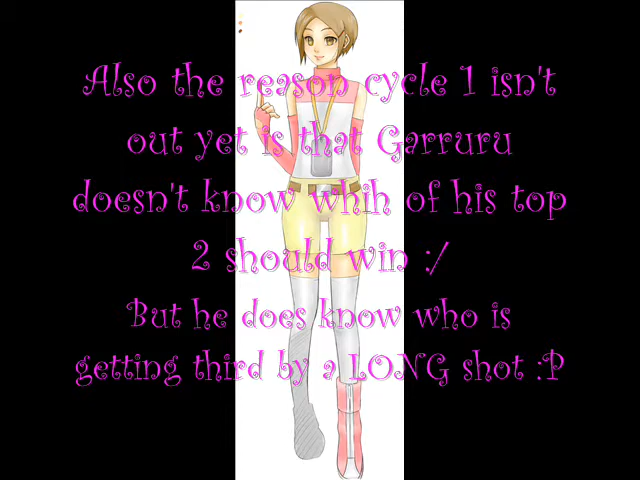 Also the reason cycle 1 isn't
out yet is that Garruru
doesn't know whih of his top
2 should win :/
But he does know who is
getting third by a LONG shot :P